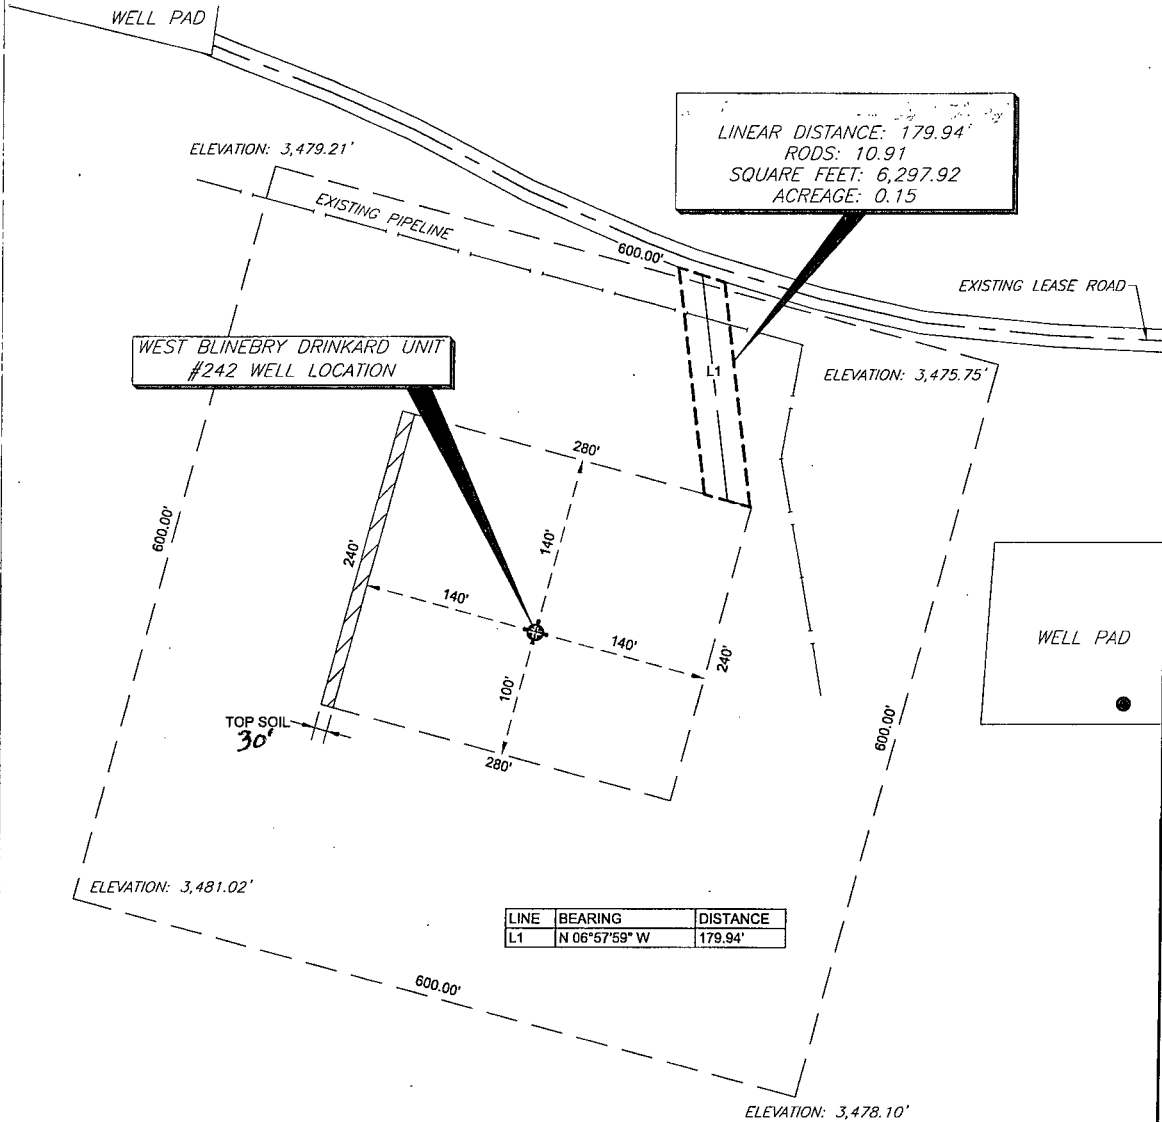 WELL PAD
LINEAR DISTANCE: 179.94'
RODS: 10.91
SQUARE FEET: 6,297.92
ACREAGE: 0.15
ELEVATION: 3,479.21'
EXISTING PIPELINE
600.00'
EXISTING LEASE ROAD
WEST BLINEBRY DRINKARD UNIT
#242 WELL LOCATION
L1
ELEVATION: 3,475.75'
280'
600.00'
240'
140'
140'
140'
240'
100'
WELL PAD
TOP SOIL
30'
280'
600.00'
ELEVATION: 3,481.02'
LINE BEARING DISTANCE
L1 N 06°57'59" W 179.94'
600.00'
ELEVATION: 3,478.10'